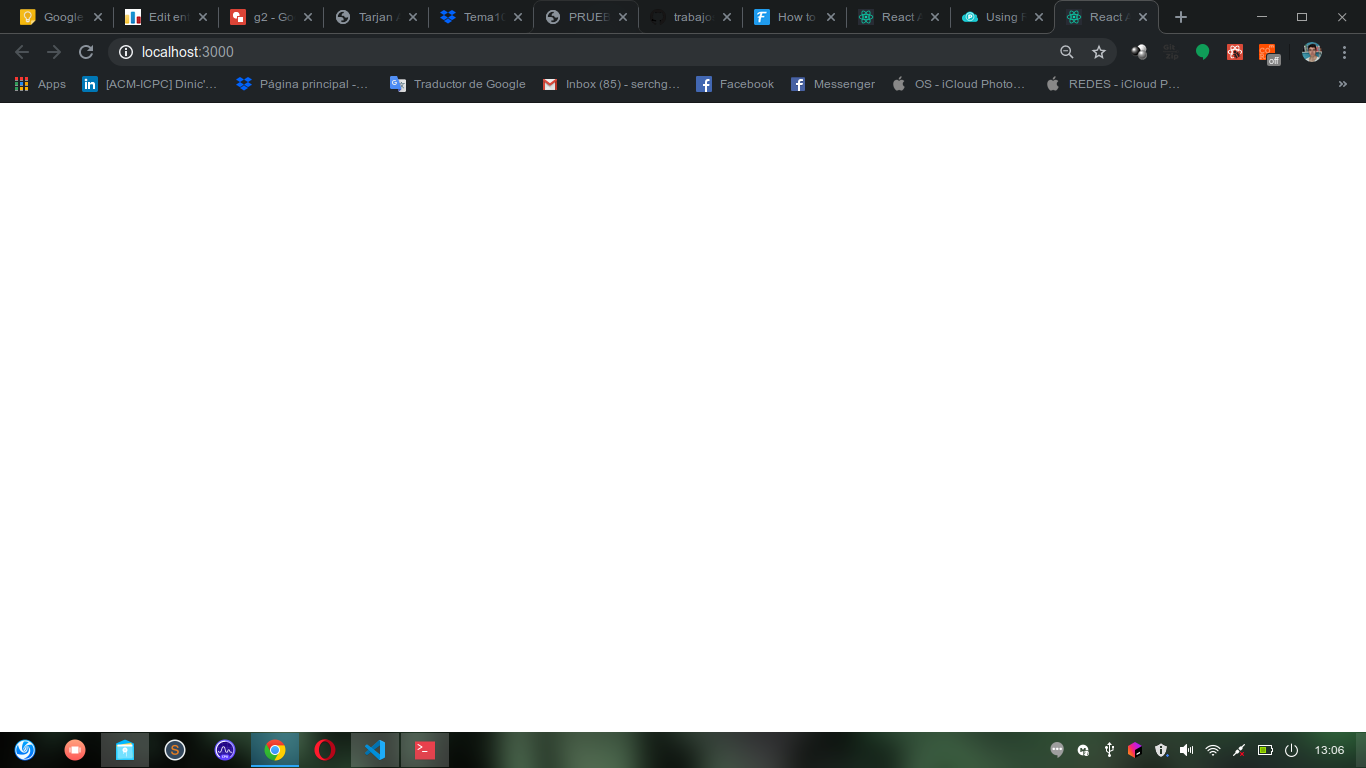 Google
Edit en
g2 - Go
Tarjan
Tema1
PRUEB
trabajo
How to
React A
Using F
React A
localhost:3000
off
Apps
[ACM-ICPC] Dinic'...
Página principal -...
Traductor de Google
Inbox (85) - serchg...
Facebook
Messenger
OS - iCloud Photo...
REDES - iCloud P...
»
13:06